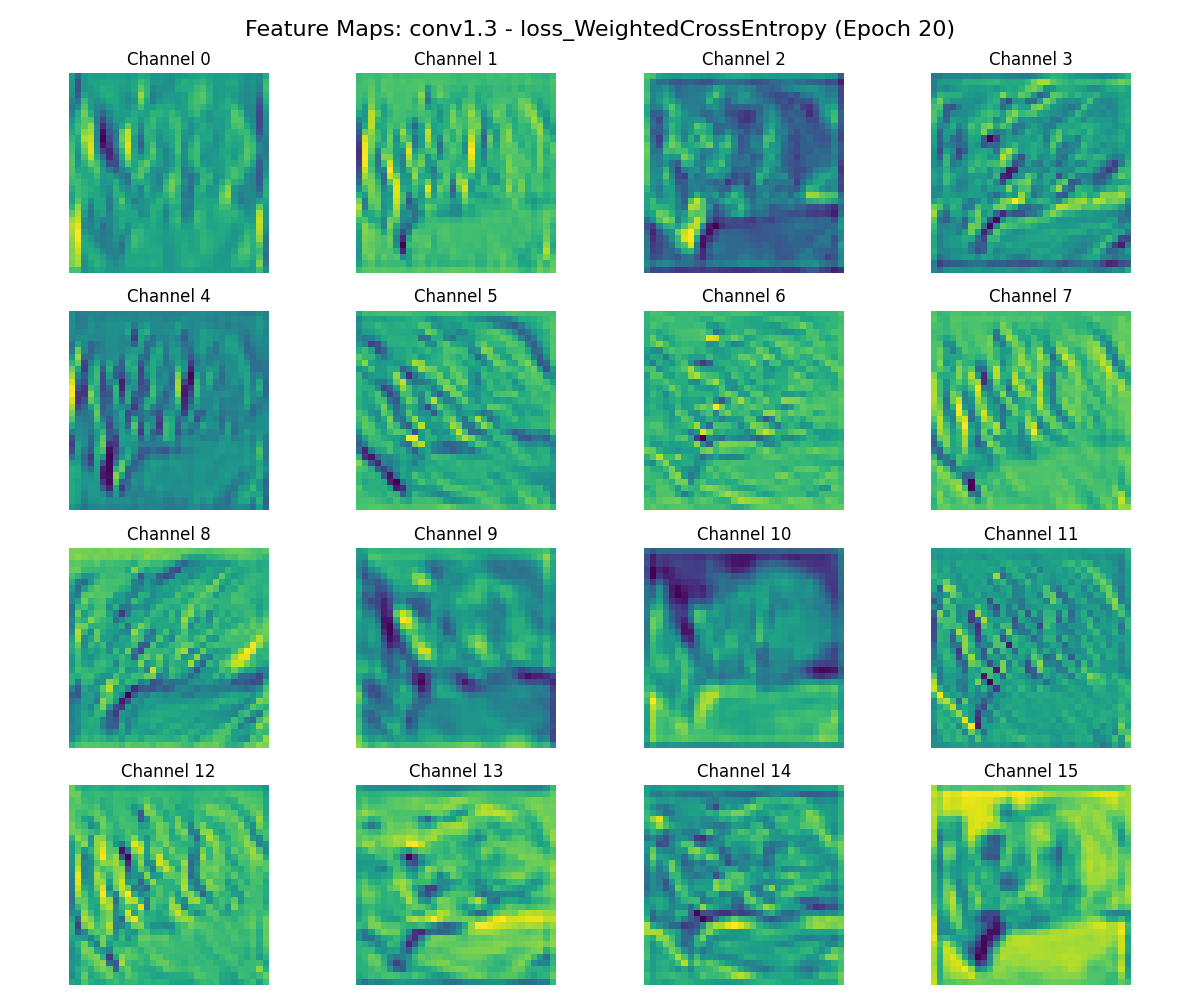 Feature Maps: conv1.3 - loss_WeightedCrossEntropy (Epoch 20)
Channel 0
Channel 1
Channel 2
Channel 3
Channel 4
Channel 5
Channel 6
Channel 7
Channel 8
Channel 9
Channel 10
Channel 11
Channel 12
Channel 13
Channel 14
Channel 15